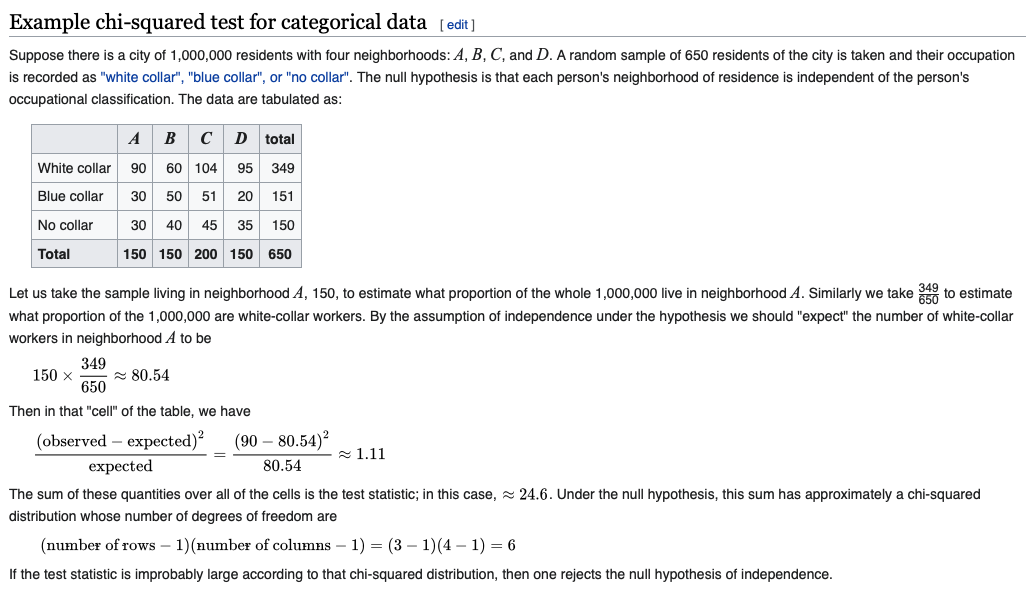 Example chi-squared test for categorical data [ edit ]
Suppose there is a city of 1,000,000 residents with four neighborhoods: A, B, C, and D. A random sample of 650 residents of the city is taken and their occupation
is recorded as "white collar", "blue collar", or "no collar". The null hypothesis is that each person's neighborhood of residence is independent of the person's
occupational classification. The data are tabulated as:
A B C D total
White collar 90 60 104 95 349
Blue collar 30 50 51 20 151
No collar 30 40 45 35 150
Total 150 150 200 150 650
Let us take the sample living in neighborhood A, 150, to estimate what proportion of the whole 1,000,000 live in neighborhood A. Similarly we take 349/650 to estimate
what proportion of the 1,000,000 are white-collar workers. By the assumption of independence under the hypothesis we should "expect" the number of white-collar
workers in neighborhood A to be
150 × 349/650 ≈ 80.54
Then in that "cell" of the table, we have
(observed − expected)²/expected = (90 − 80.54)²/80.54 ≈ 1.11
The sum of these quantities over all of the cells is the test statistic; in this case, ≈ 24.6. Under the null hypothesis, this sum has approximately a chi-squared
distribution whose number of degrees of freedom are
(number of rows − 1)(number of columns − 1) = (3 − 1)(4 − 1) = 6
If the test statistic is improbably large according to that chi-squared distribution, then one rejects the null hypothesis of independence.